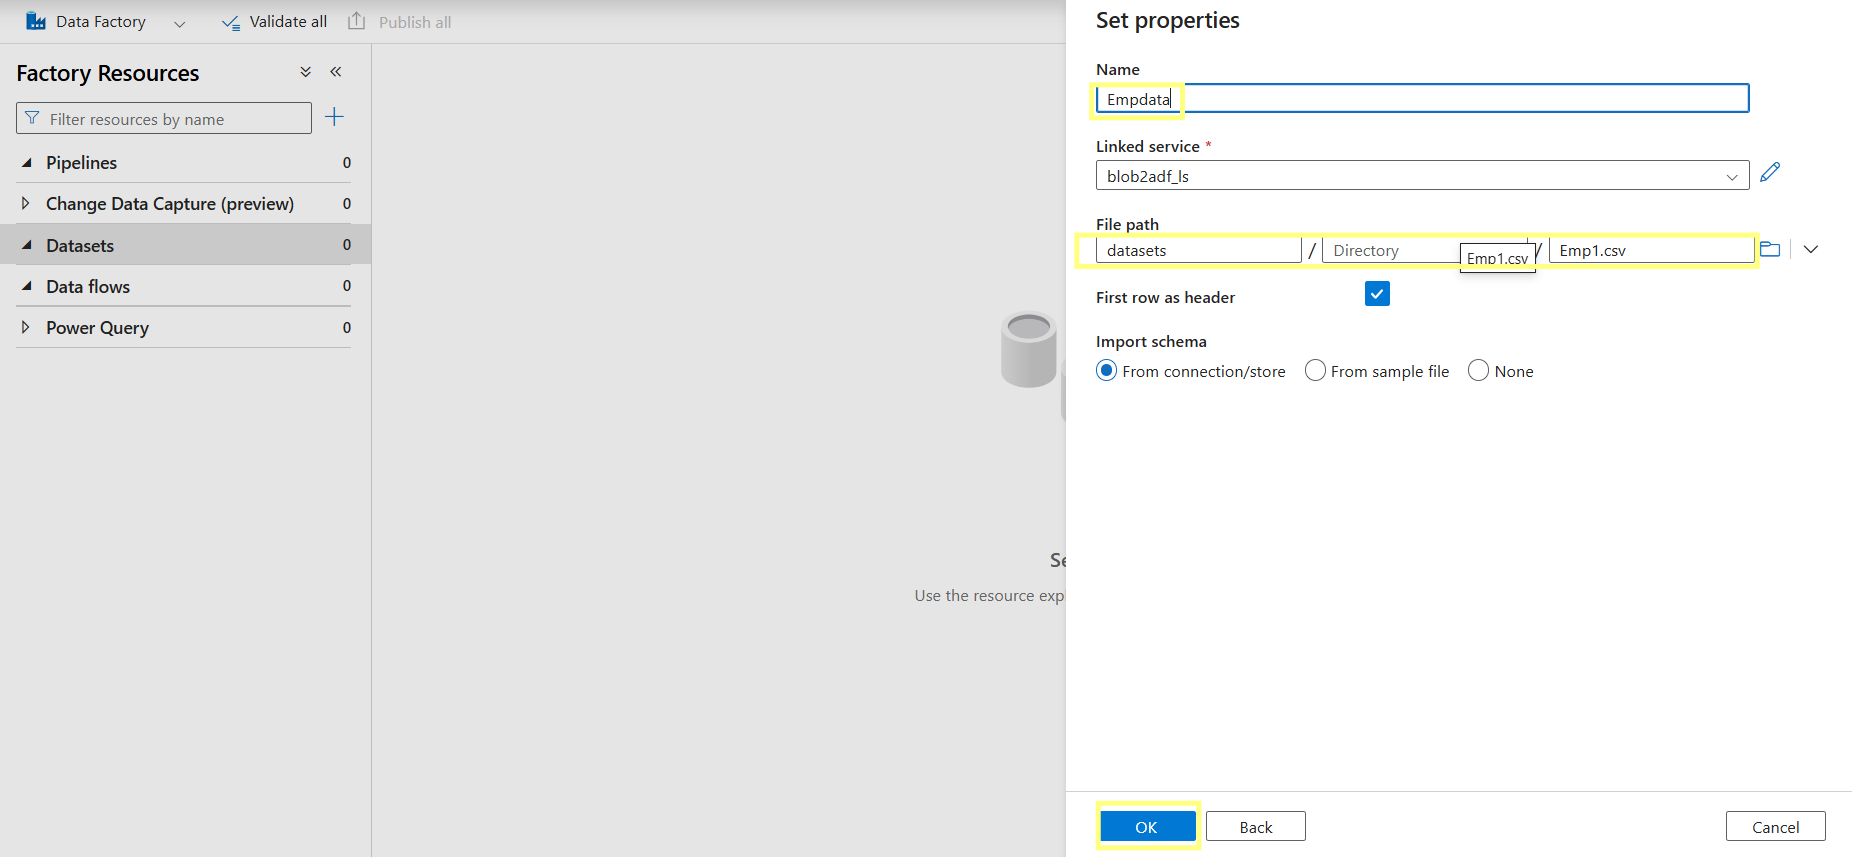 Data Factory Validate all Publish all
Factory Resources
Filter resources by name
Pipelines 0
Change Data Capture (preview) 0
Datasets 0
Data flows 0
Power Query 0
Se
Use the resource exp
Set properties
Name
Empdata
Linked service *
blob2adf_ls
File path
datasets / Directory / Emp1.csv
Emp1.csv
First row as header
Import schema
From connection/store From sample file None
OK Back Cancel